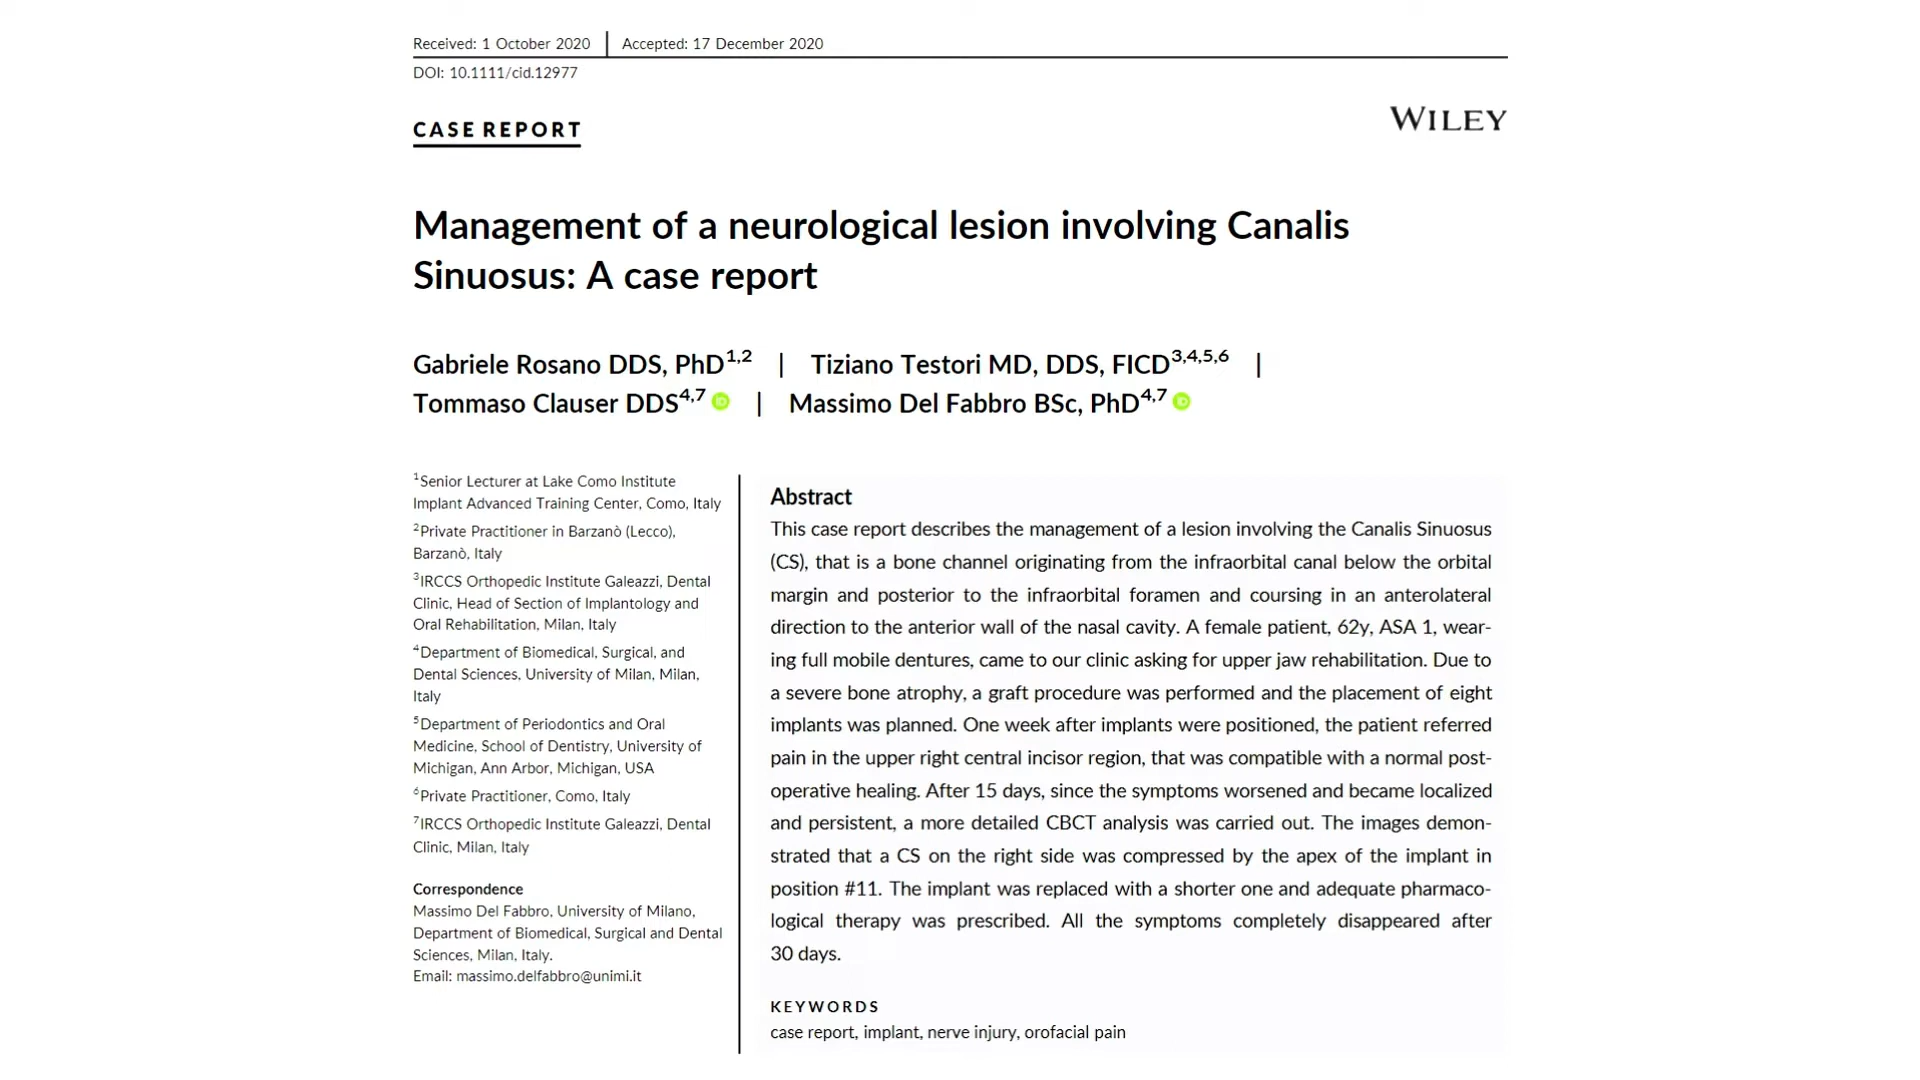 Received: 1 October 2020 | Accepted: 17 December 2020
DOI: 10.1111/cid.12977
CASE REPORT
WILEY
Management of a neurological lesion involving Canalis
Sinuosus: A case report
Gabriele Rosano DDS, PhD1,2 | Tiziano Testori MD, DDS, FICD3,4,5,6 |
Tommaso Clauser DDS4,7 iD | Massimo Del Fabbro BSc, PhD4,7 iD
1Senior Lecturer at Lake Como Institute
Implant Advanced Training Center, Como, Italy
2Private Practitioner in Barzanò (Lecco),
Barzanò, Italy
3IRCCS Orthopedic Institute Galeazzi, Dental
Clinic, Head of Section of Implantology and
Oral Rehabilitation, Milan, Italy
4Department of Biomedical, Surgical, and
Dental Sciences, University of Milan, Milan,
Italy
5Department of Periodontics and Oral
Medicine, School of Dentistry, University of
Michigan, Ann Arbor, Michigan, USA
6Private Practitioner, Como, Italy
7IRCCS Orthopedic Institute Galeazzi, Dental
Clinic, Milan, Italy
Correspondence
Massimo Del Fabbro, University of Milano,
Department of Biomedical, Surgical and Dental
Sciences, Milan, Italy.
Email: massimo.delfabbro@unimi.it
Abstract
This case report describes the management of a lesion involving the Canalis Sinuosus
(CS), that is a bone channel originating from the infraorbital canal below the orbital
margin and posterior to the infraorbital foramen and coursing in an anterolateral
direction to the anterior wall of the nasal cavity. A female patient, 62y, ASA 1, wear-
ing full mobile dentures, came to our clinic asking for upper jaw rehabilitation. Due to
a severe bone atrophy, a graft procedure was performed and the placement of eight
implants was planned. One week after implants were positioned, the patient referred
pain in the upper right central incisor region, that was compatible with a normal post-
operative healing. After 15 days, since the symptoms worsened and became localized
and persistent, a more detailed CBCT analysis was carried out. The images demon-
strated that a CS on the right side was compressed by the apex of the implant in
position #11. The implant was replaced with a shorter one and adequate pharmaco-
logical therapy was prescribed. All the symptoms completely disappeared after
30 days.
KEYWORDS
case report, implant, nerve injury, orofacial pain